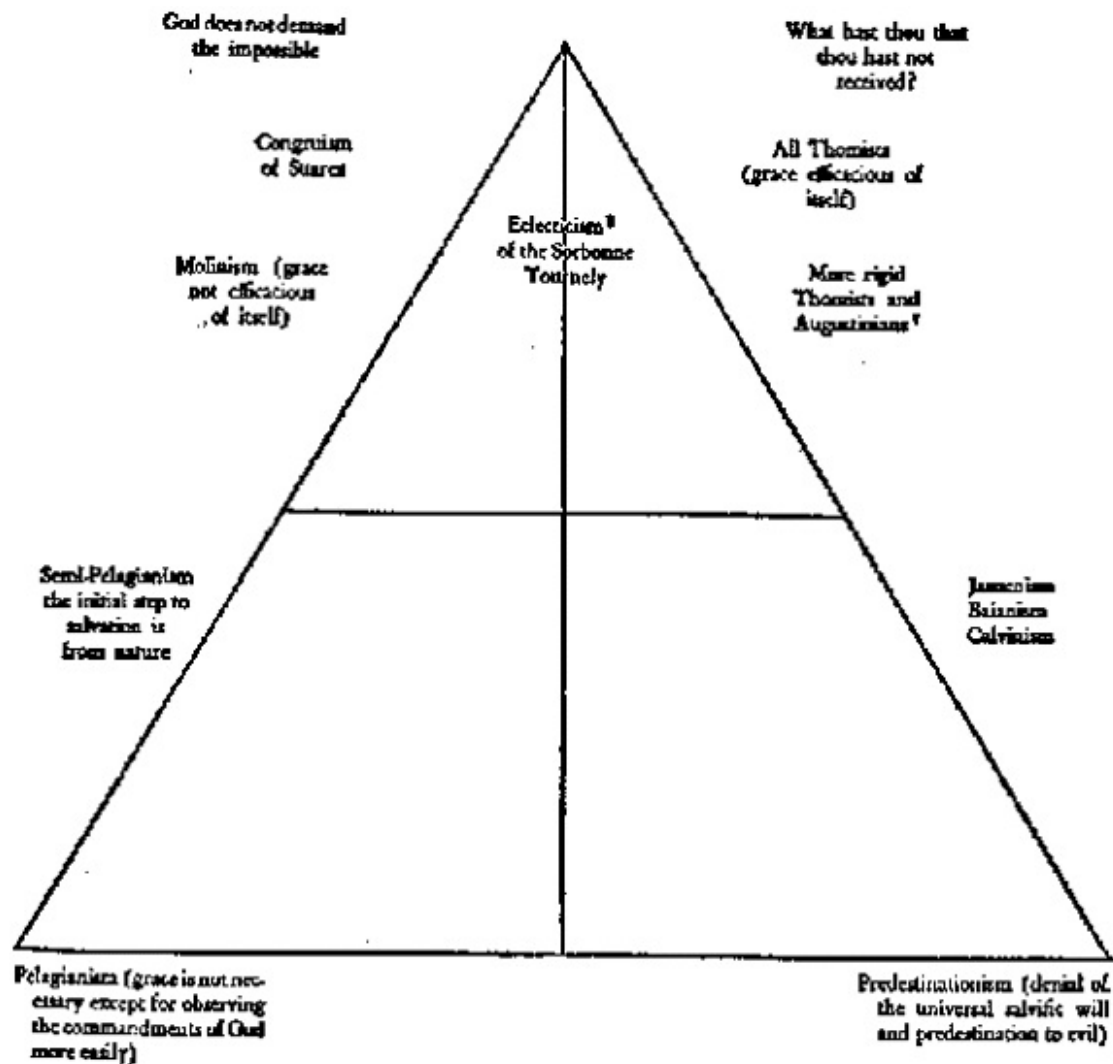 God does not demand
the impossible
What hast thou that
thou hast not
received?
Congruism
of Suarez
All Thomists
(grace efficacious of
itself)
Eclecticism
of the Sorbonne
Tournely
Molinism (grace
not efficacious
of itself)
More rigid
Thomists and
Augustinians
Semi-Pelagianism
the initial step to
salvation is
from nature
Jansenism
Baianism
Calvinism
Pelagianism (grace is not nec-
essary except for observing
the commandments of God
more easily)
Predestinationism (denial of
the universal salvific will
and predestination to evil)